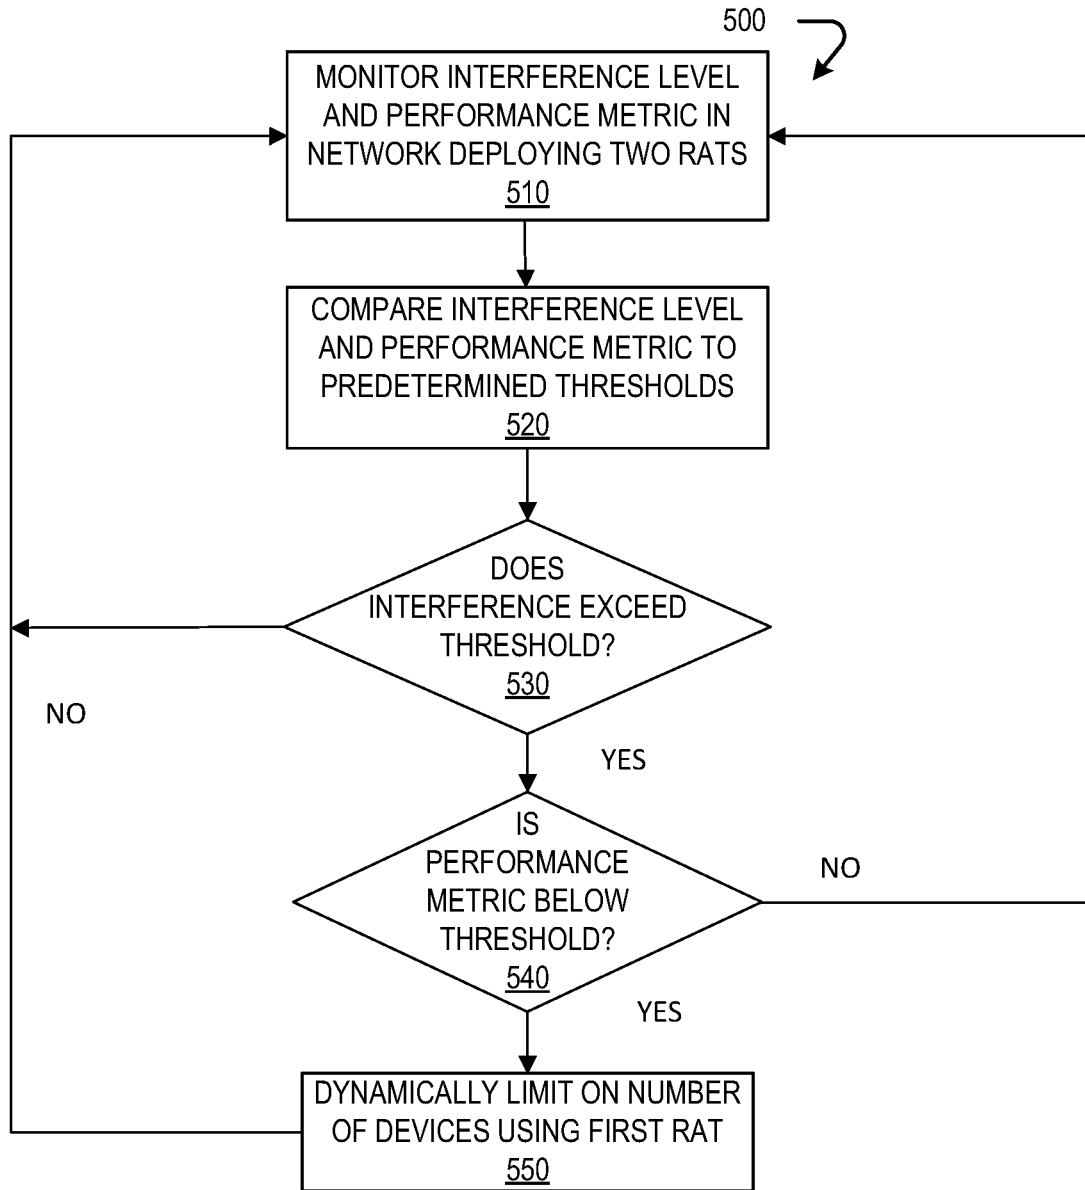 500
MONITOR INTERFERENCE LEVEL
AND PERFORMANCE METRIC IN
NETWORK DEPLOYING TWO RATS
510
COMPARE INTERFERENCE LEVEL
AND PERFORMANCE METRIC TO
PREDETERMINED THRESHOLDS
520
DOES
INTERFERENCE EXCEED
THRESHOLD?
530
NO
YES
IS
PERFORMANCE
METRIC BELOW
THRESHOLD?
540
NO
YES
DYNAMICALLY LIMIT ON NUMBER
OF DEVICES USING FIRST RAT
550